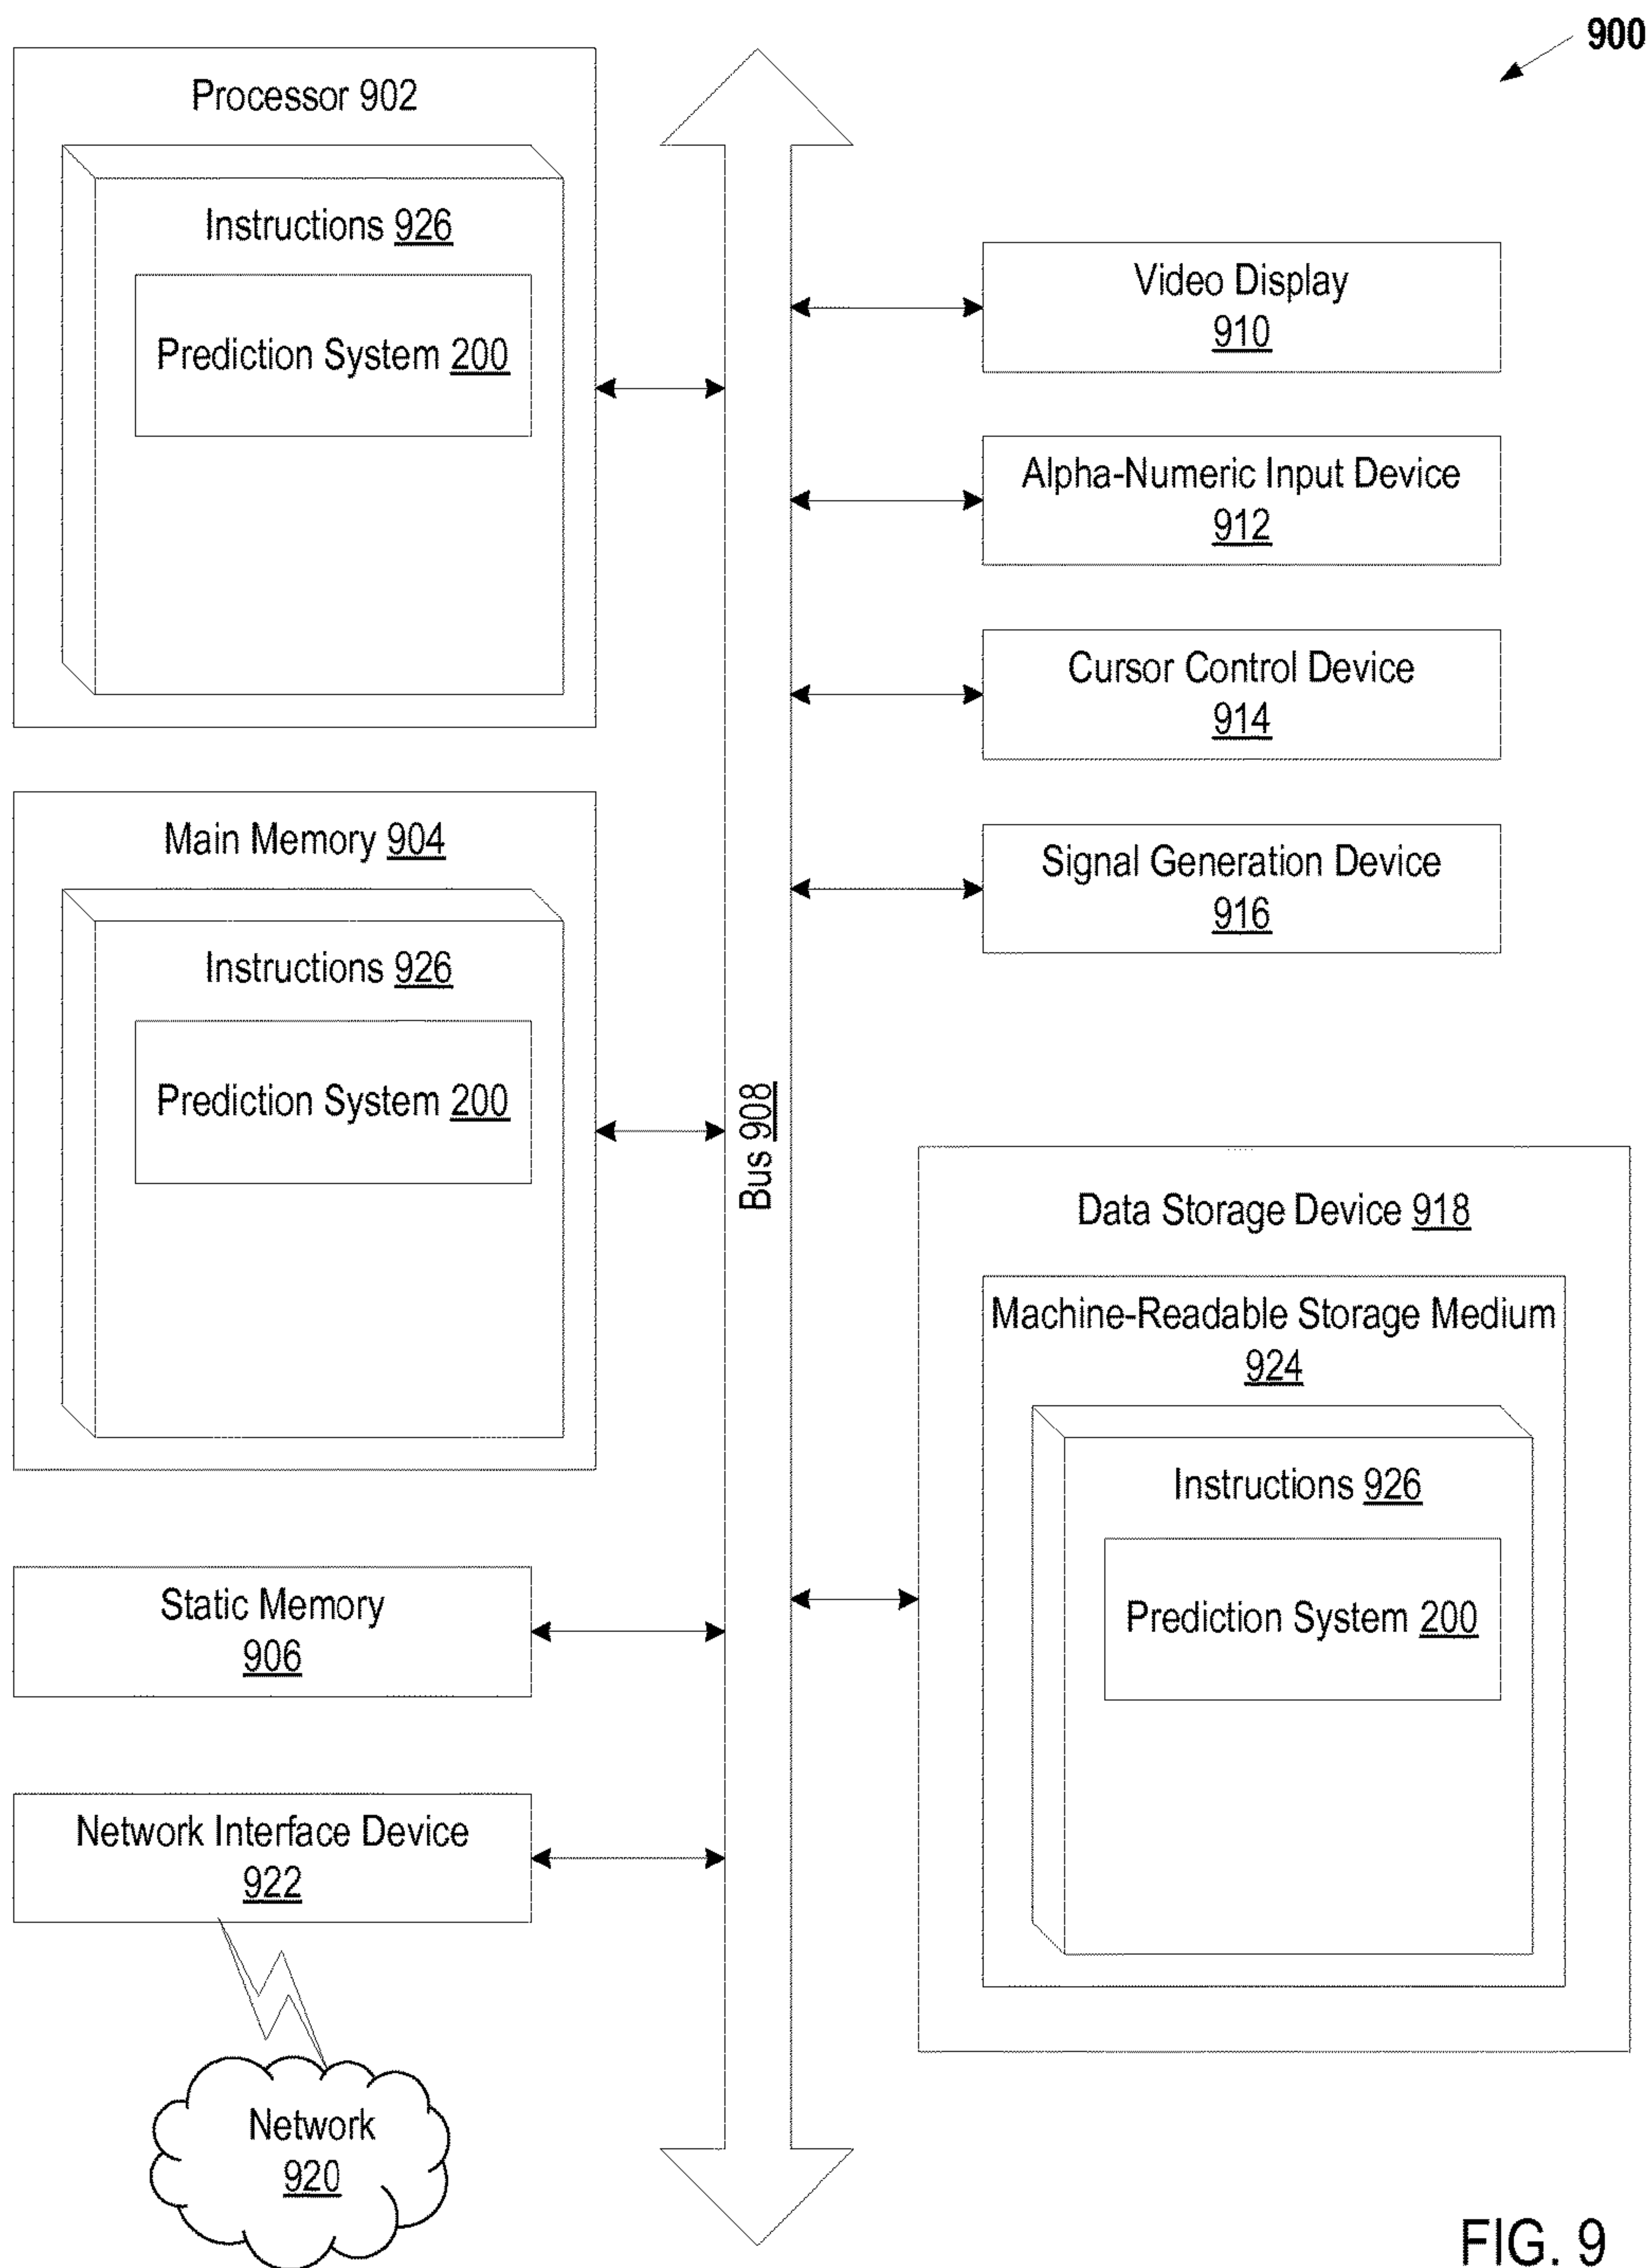 900
Processor 902
Instructions 926
Prediction System 200
Main Memory 904
Instructions 926
Prediction System 200
Static Memory
906
Network Interface Device
922
Network
920
Bus 908
Video Display
910
Alpha-Numeric Input Device
912
Cursor Control Device
914
Signal Generation Device
916
Data Storage Device 918
Machine-Readable Storage Medium
924
Instructions 926
Prediction System 200
FIG. 9